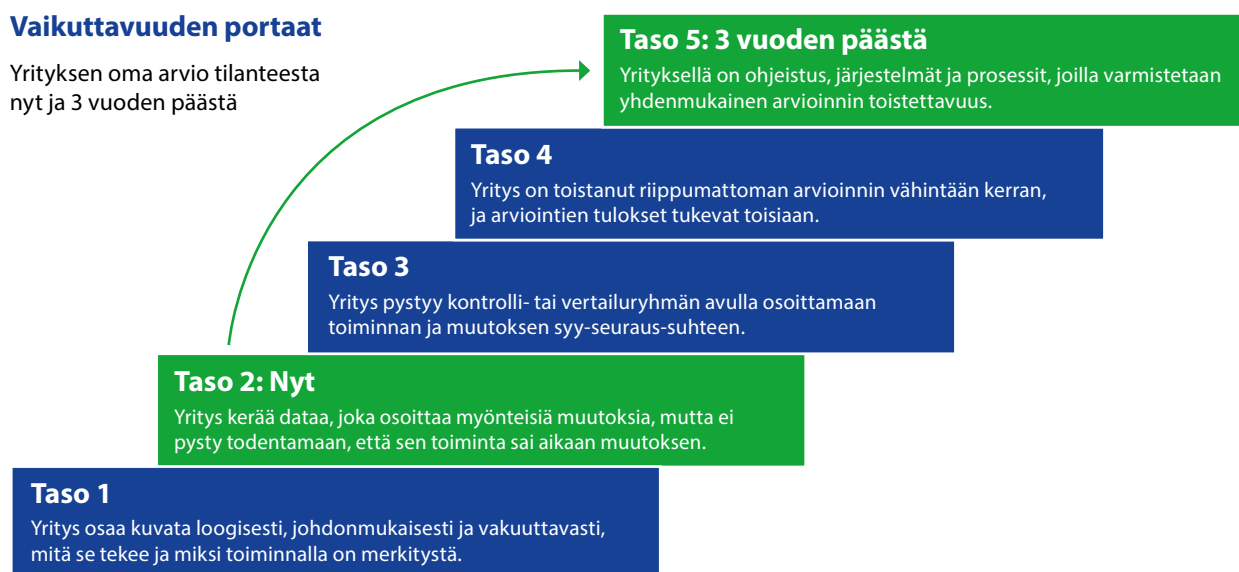 Vaikuttavuuden portaat
Yrityksen oma arvio tilanteesta
nyt ja 3 vuoden päästä
Taso 5: 3 vuoden päästä
Yrityksellä on ohjeistus, järjestelmät ja prosessit, joilla varmistetaan
yhdenmukainen arvioinnin toistettavuus.
Taso 4
Yritys on toistanut riippumattoman arvioinnin vähintään kerran,
ja arviointien tulokset tukevat toisiaan.
Taso 3
Yritys pystyy kontrolli- tai vertailuryhmän avulla osoittamaan
toiminnan ja muutoksen syy-seuraus-suhteen.
Taso 2: Nyt
Yritys kerää dataa, joka osoittaa myönteisiä muutoksia, mutta ei
pysty todentamaan, että sen toiminta sai aikaan muutoksen.
Taso 1
Yritys osaa kuvata loogisesti, johdonmukaisesti ja vakuuttavasti,
mitä se tekee ja miksi toiminnalla on merkitystä.